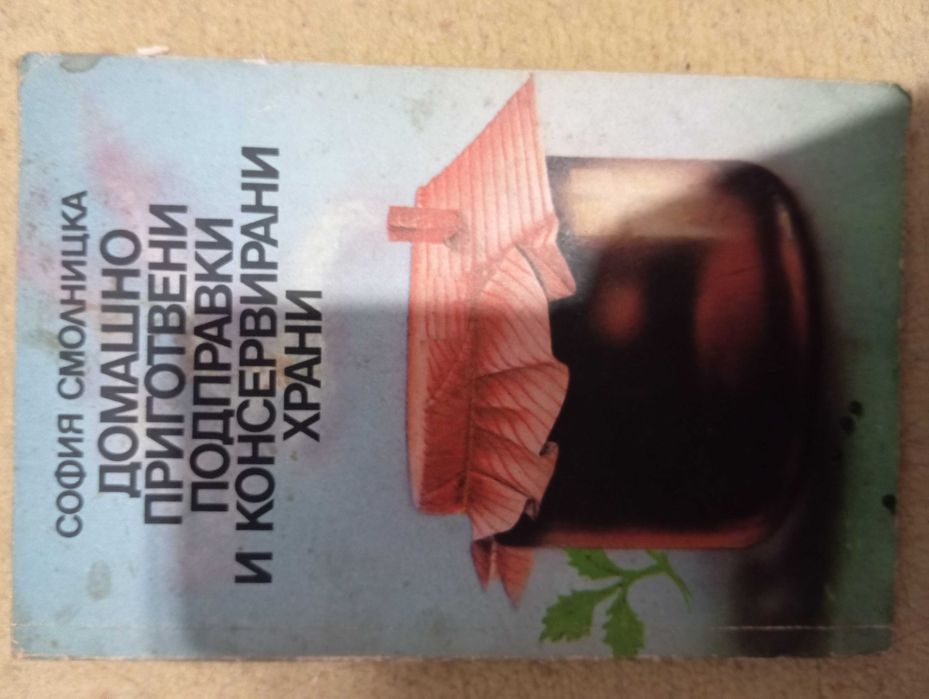 СОФИЯ СМОЛНИЦКА
ДОМАШНО
ПРИГОТВЕНИ
ПОДПРАВКИ
И КОНСЕРВИРАНИ
ХРАНИ